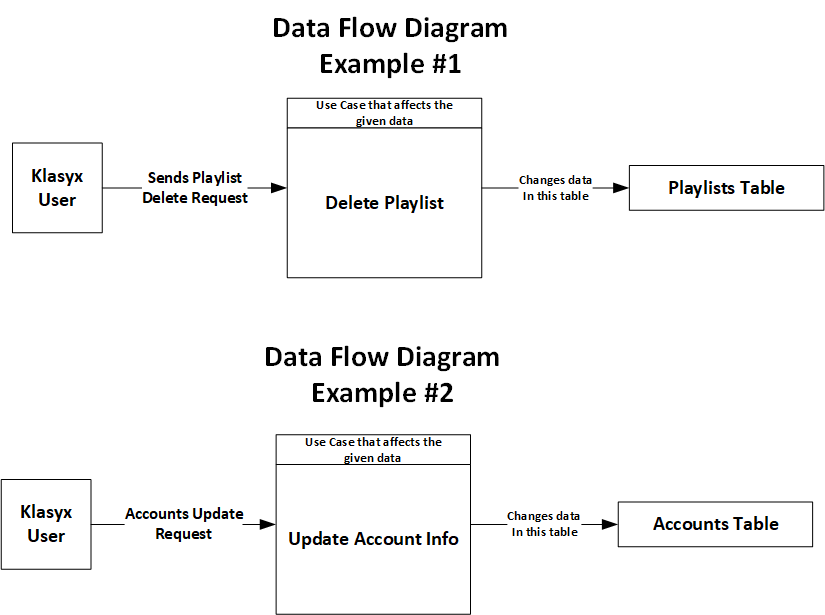 Data Flow Diagram
Example #1
Use Case that affects the
given data
Klasyx
User
Sends Playlist
Delete Request
Delete Playlist
Changes data
In this table
Playlists Table
Data Flow Diagram
Example #2
Use Case that affects the
given data
Klasyx
User
Accounts Update
Request
Update Account Info
Changes data
In this table
Accounts Table